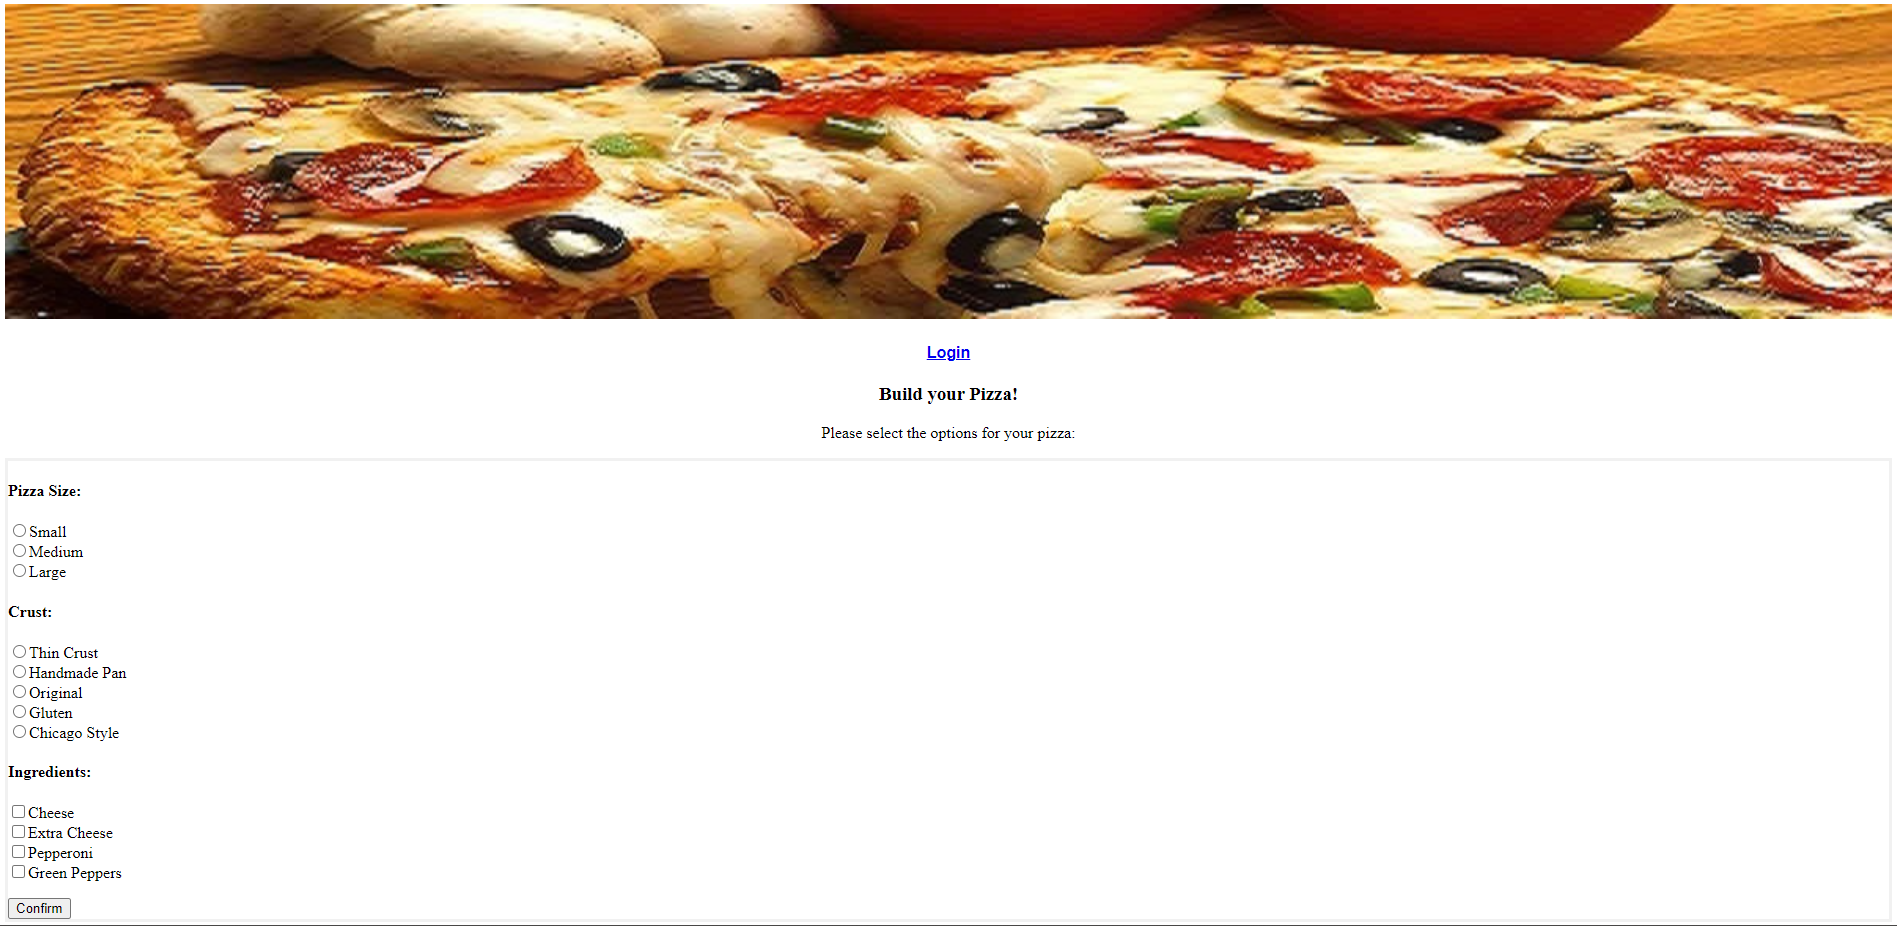 Login
Build your Pizza!
Please select the options for your pizza:
Pizza Size:
Small
Medium
Large
Crust:
Thin Crust
Handmade Pan
Original
Gluten
Chicago Style
Ingredients:
Cheese
Extra Cheese
Pepperoni
Green Peppers
Confirm